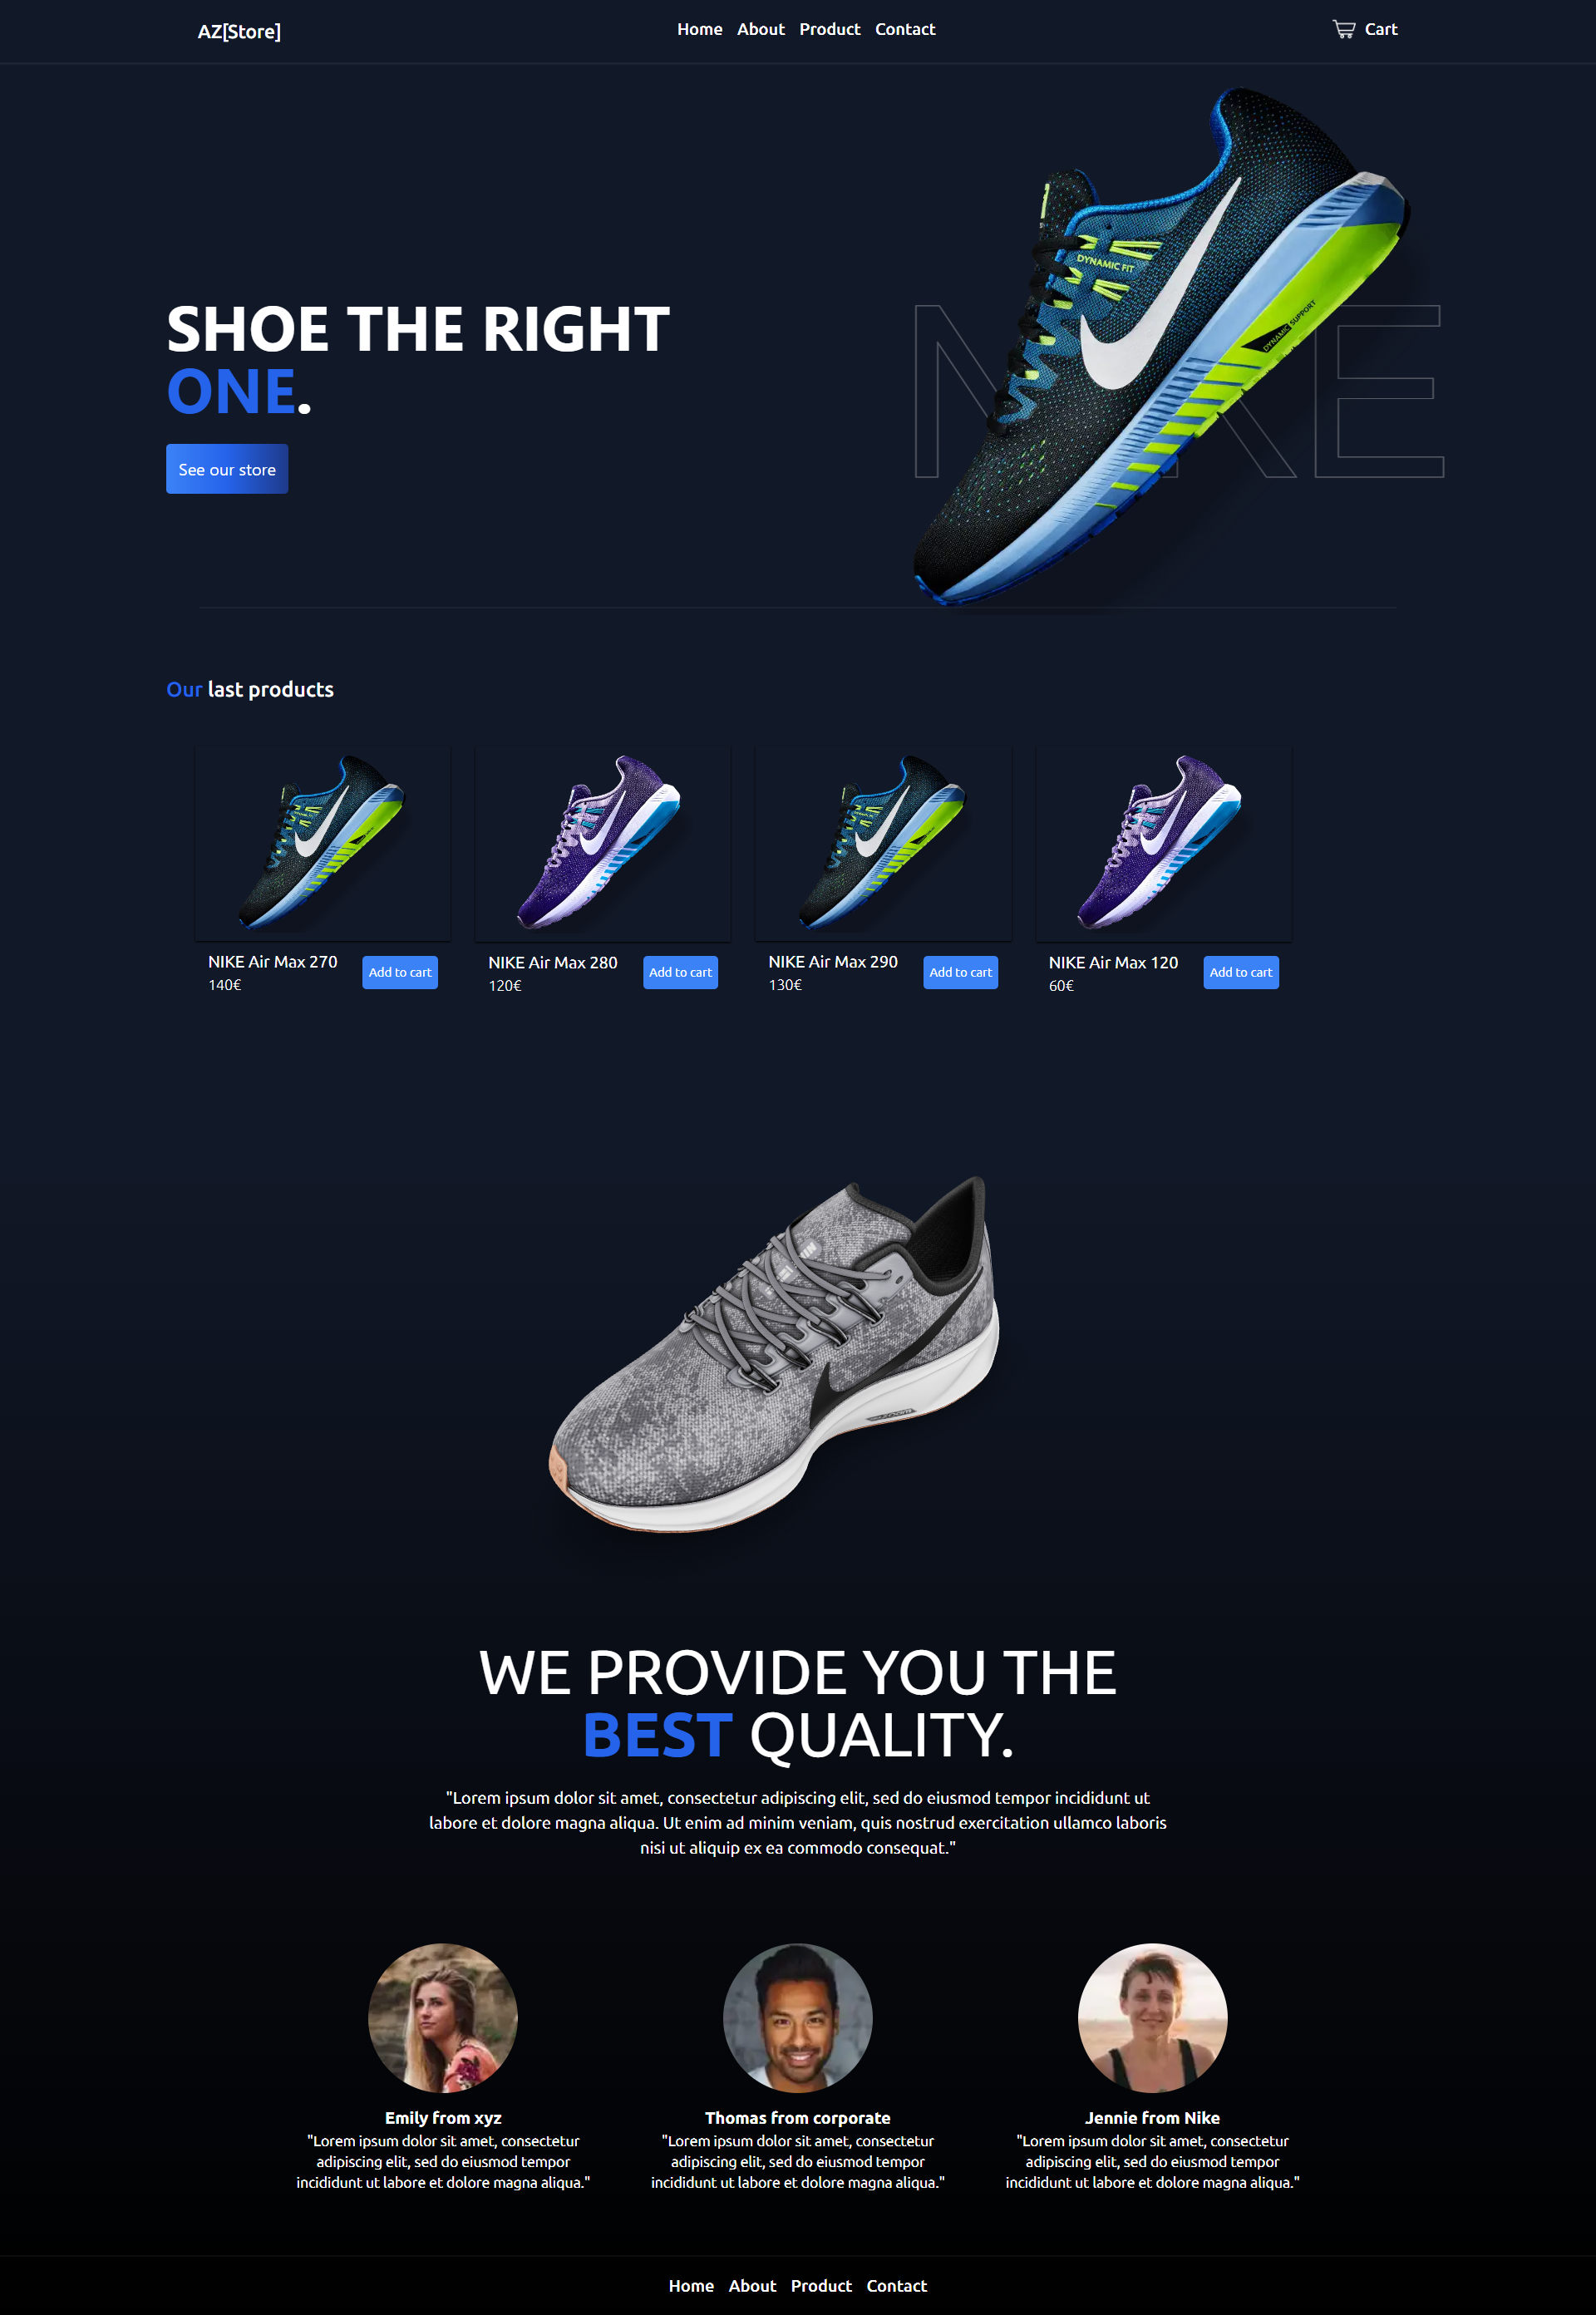 AZ[Store]
Home About Product Contact
Cart
DYNAMIC FIT
DYNAMIC SUPPORT
NIKE
SHOE THE RIGHT
ONE.
See our store
Our last products
NIKE Air Max 270
140€
Add to cart
NIKE Air Max 280
120€
Add to cart
NIKE Air Max 290
130€
Add to cart
NIKE Air Max 120
60€
Add to cart
WE PROVIDE YOU THE
BEST QUALITY.
"Lorem ipsum dolor sit amet, consectetur adipiscing elit, sed do eiusmod tempor incididunt ut
labore et dolore magna aliqua. Ut enim ad minim veniam, quis nostrud exercitation ullamco laboris
nisi ut aliquip ex ea commodo consequat."
Emily from xyz
"Lorem ipsum dolor sit amet, consectetur
adipiscing elit, sed do eiusmod tempor
incididunt ut labore et dolore magna aliqua."
Thomas from corporate
"Lorem ipsum dolor sit amet, consectetur
adipiscing elit, sed do eiusmod tempor
incididunt ut labore et dolore magna aliqua."
Jennie from Nike
"Lorem ipsum dolor sit amet, consectetur
adipiscing elit, sed do eiusmod tempor
incididunt ut labore et dolore magna aliqua."
Home About Product Contact